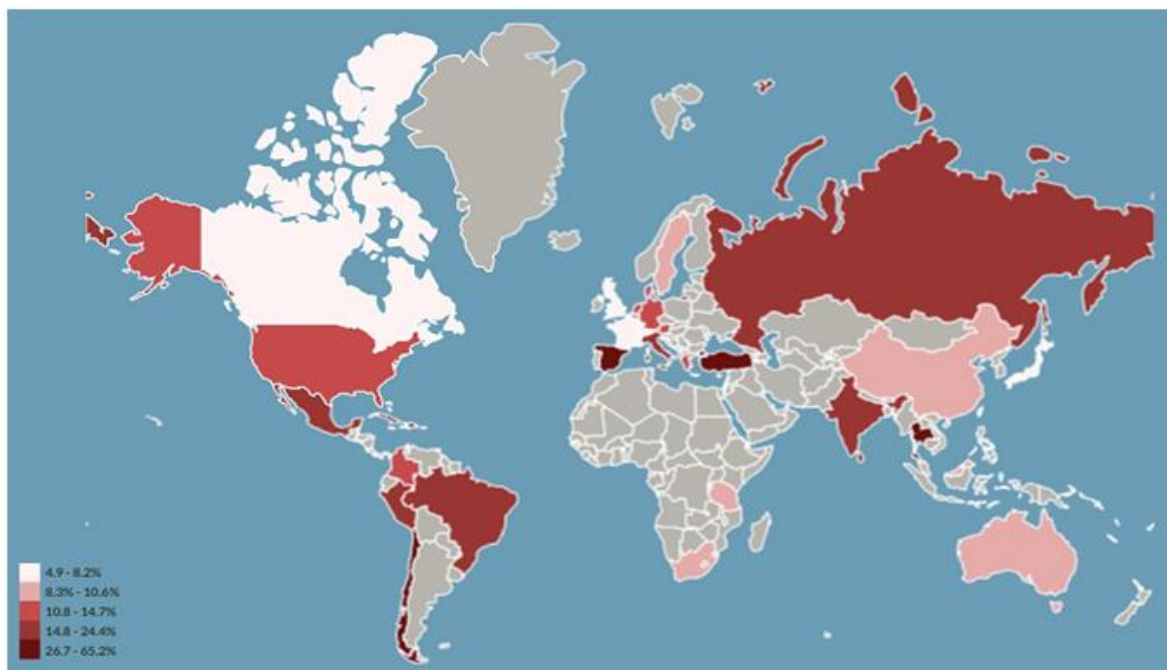 4.9 - 8.2%
8.3% - 10.6%
10.8 - 14.7%
14.8 - 24.4%
26.7 - 65.2%